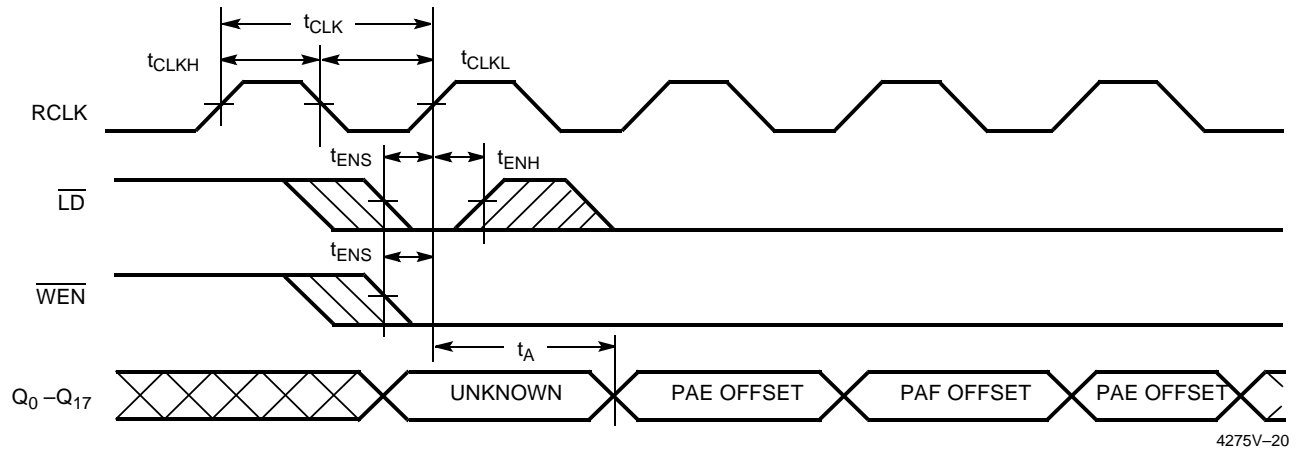 tCLK
tCLKH
tCLKL
RCLK
tENS
tENH
LD
tENS
WEN
tA
Q0 –Q17
UNKNOWN
PAE OFFSET
PAF OFFSET
PAE OFFSET
4275V–20